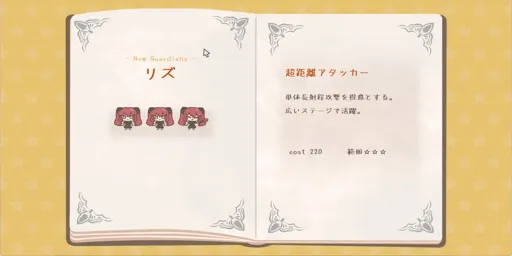 - New Guardians -
リズ
超距離アタッカー
単体長射程攻撃を得意とする。
広いステージで活躍。
cost 220 範囲☆☆☆